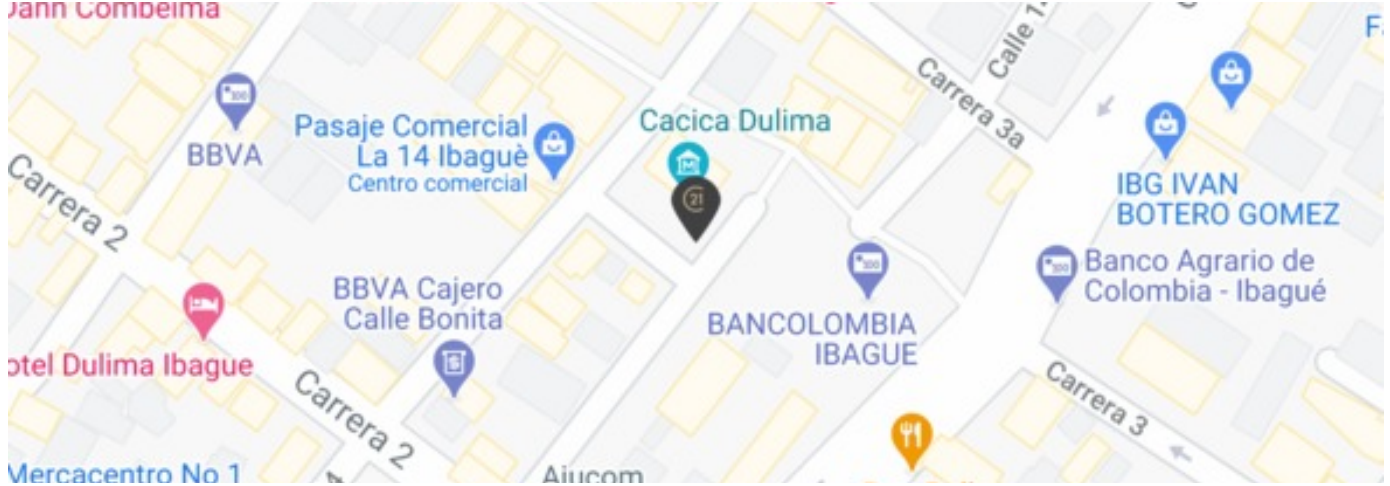 Dann Combeima
BBVA
Pasaje Comercial
La 14 Ibaguè
Centro comercial
Cacica Dulima
21
Carrera 3a
Calle 1
IBG IVAN
BOTERO GOMEZ
Carrera 2
BBVA Cajero
Calle Bonita
BANCOLOMBIA
IBAGUE
Banco Agrario de
Colombia - Ibagué
otel Dulima Ibague
Carrera 2
Carrera 3
Mercacentro No 1
Ajucom